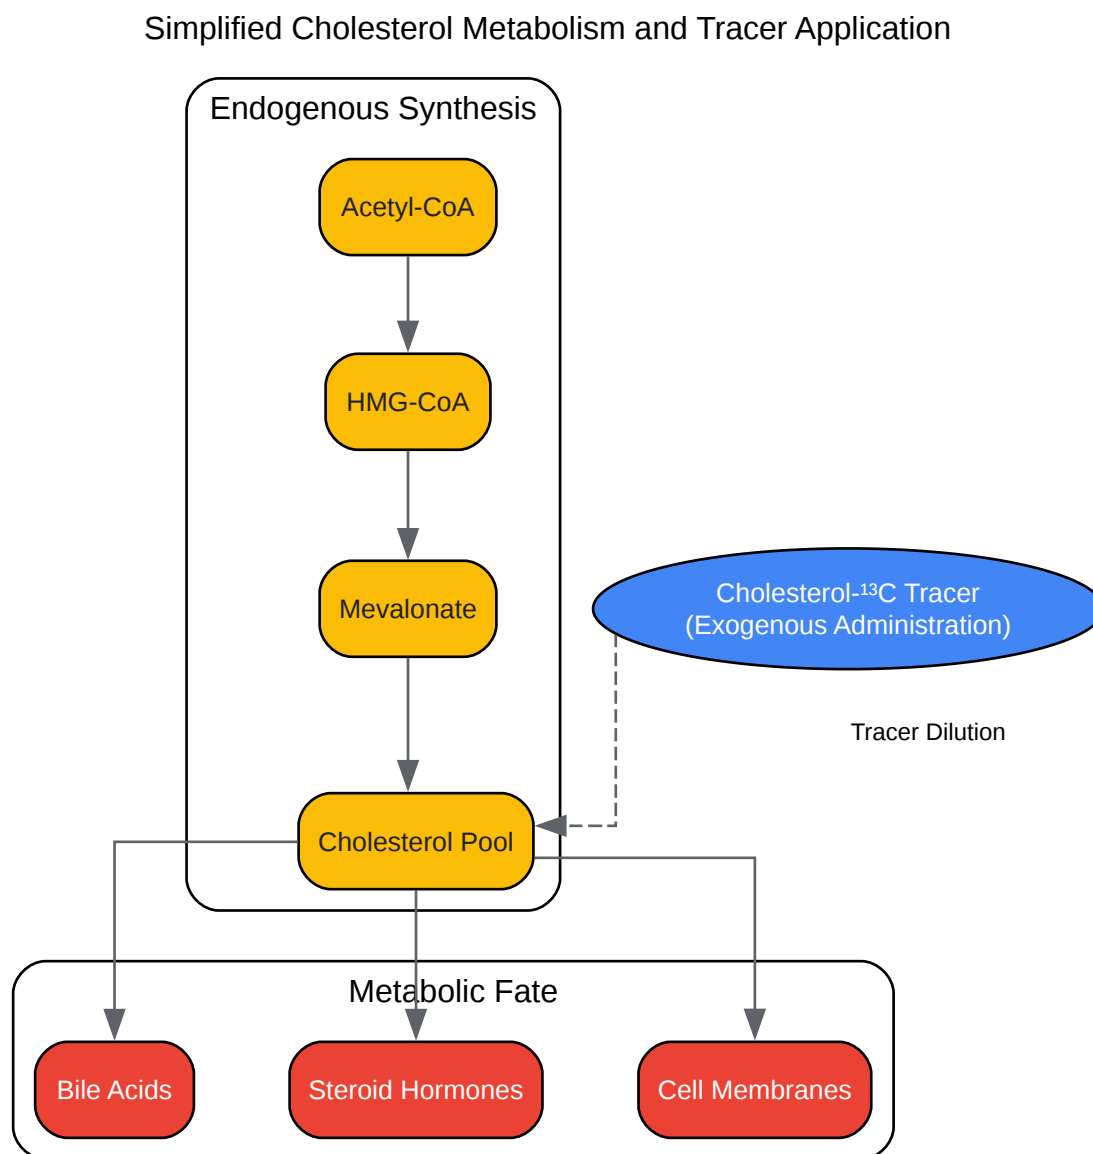 Simplified Cholesterol Metabolism and Tracer Application
Endogenous Synthesis
Acetyl-CoA
HMG-CoA
Mevalonate
Cholesterol-¹³C Tracer
(Exogenous Administration)
Tracer Dilution
Cholesterol Pool
Metabolic Fate
Bile Acids
Steroid Hormones
Cell Membranes